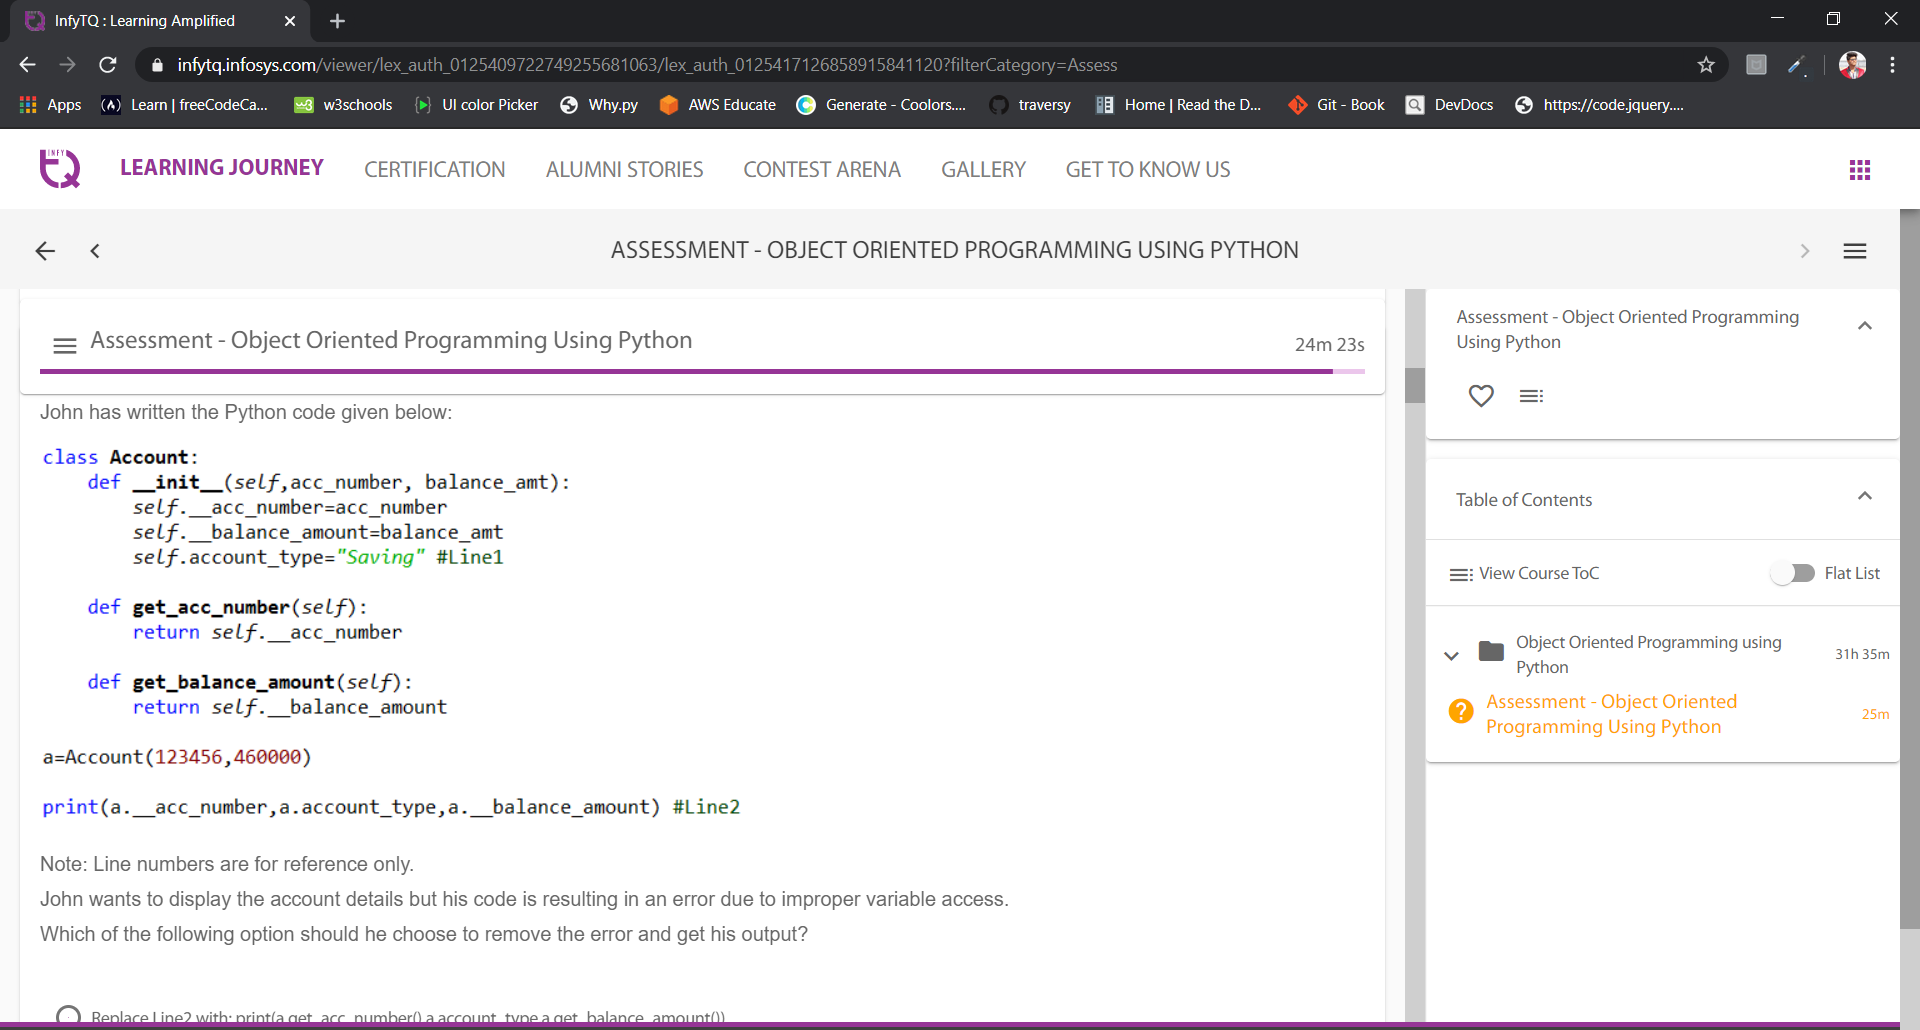 InfyTQ : Learning Amplified
infytq.infosys.com/viewer/lex_auth_0125409722749255681063/lex_auth_0125417126858915841120?filterCategory=Assess
Apps
Learn | freeCodeCa...
w3schools
UI color Picker
Why.py
AWS Educate
Generate - Coolors....
traversy
Home | Read the D...
Git - Book
DevDocs
https://code.jquery....
INFY TQ
LEARNING JOURNEY
CERTIFICATION
ALUMNI STORIES
CONTEST ARENA
GALLERY
GET TO KNOW US
ASSESSMENT - OBJECT ORIENTED PROGRAMMING USING PYTHON
Assessment - Object Oriented Programming Using Python
24m 23s
John has written the Python code given below:
class Account:
def __init__(self,acc_number, balance_amt):
self.__acc_number=acc_number
self.__balance_amount=balance_amt
self.account_type="Saving" #Line1
def get_acc_number(self):
return self.__acc_number
def get_balance_amount(self):
return self.__balance_amount
a=Account(123456,460000)
print(a.__acc_number,a.account_type,a.__balance_amount) #Line2
Note: Line numbers are for reference only.
John wants to display the account details but his code is resulting in an error due to improper variable access.
Which of the following option should he choose to remove the error and get his output?
Replace Line2 with: print(a.get_acc_number(),a.account_type,a.get_balance_amount())
Assessment - Object Oriented Programming
Using Python
Table of Contents
View Course ToC
Flat List
Object Oriented Programming using
Python
31h 35m
Assessment - Object Oriented
Programming Using Python
25m